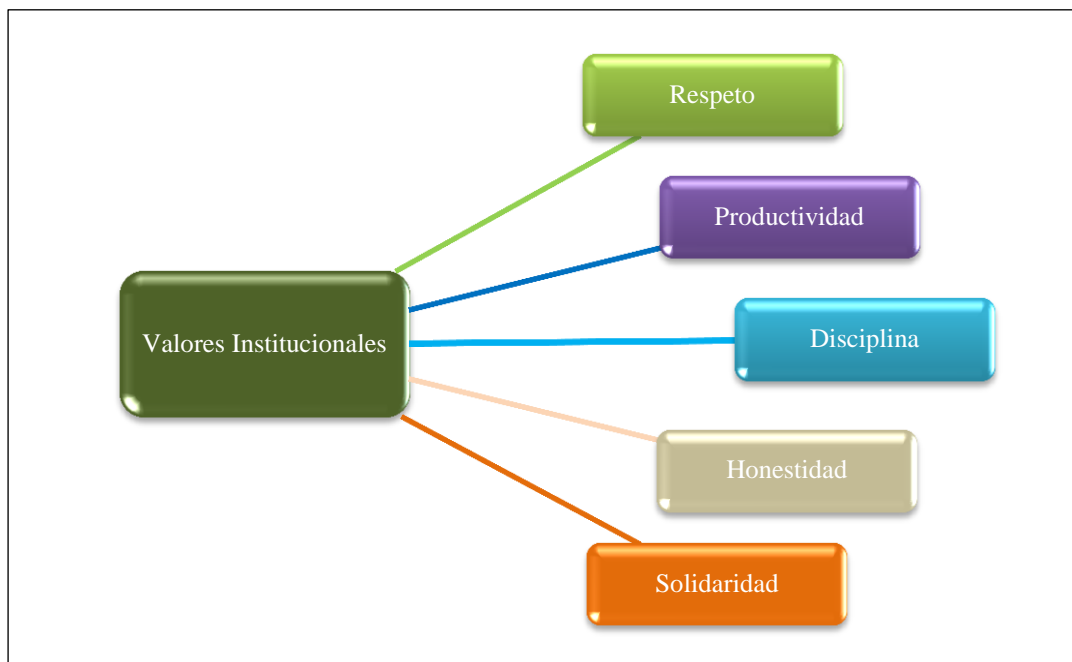 Respeto
Productividad
Valores Institucionales
Disciplina
Honestidad
Solidaridad